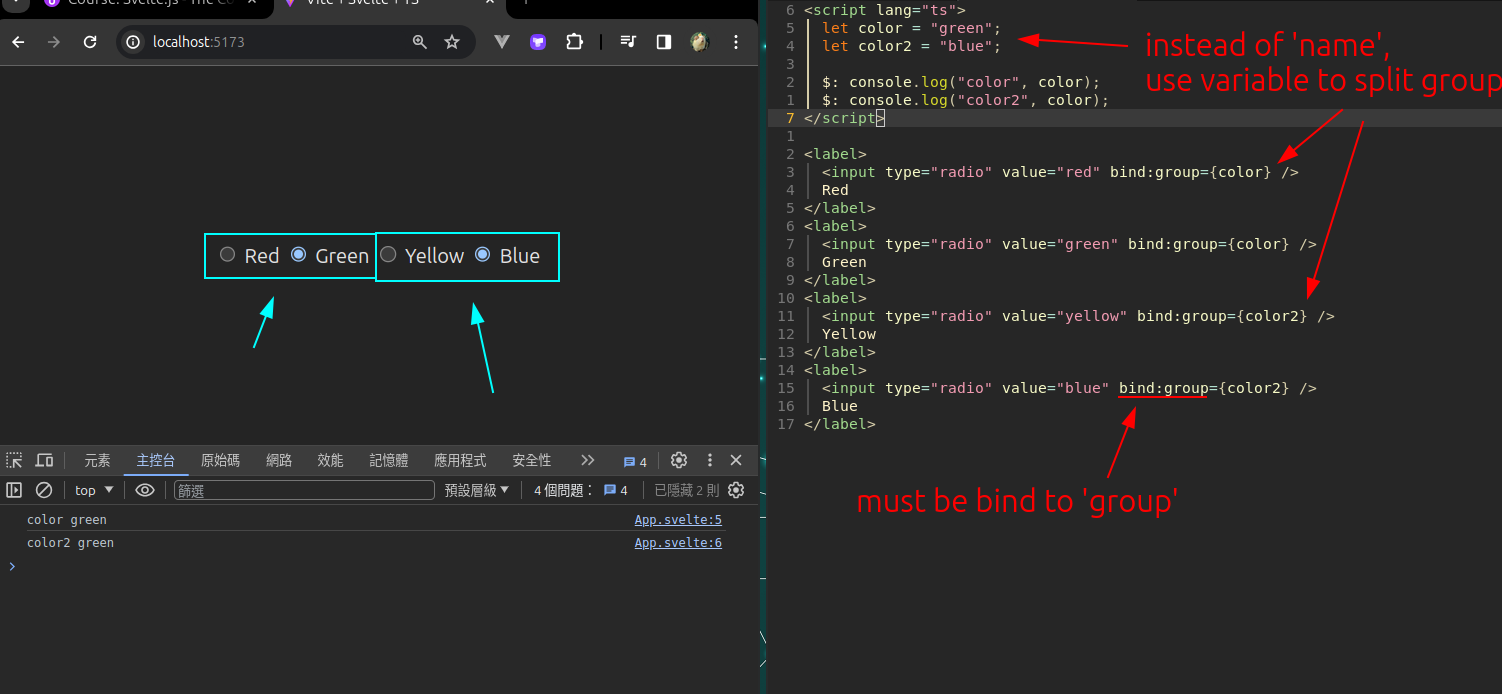 Course: Svelte.js - The Co
Vite + Svelte + TS
localhost:5173
Red Green Yellow Blue
元素 主控台 原始碼 網路 效能 記憶體 應用程式 安全性 4
top 篩選 預設層級 4 個問題： 4 已隱藏 2 則
color green App.svelte:5
color2 green App.svelte:6
6 <script lang="ts">
5 let color = "green";
4 let color2 = "blue";
3
2 $: console.log("color", color);
1 $: console.log("color2", color);
7 </script>
1
2 <label>
3 <input type="radio" value="red" bind:group={color} />
4 Red
5 </label>
6 <label>
7 <input type="radio" value="green" bind:group={color} />
8 Green
9 </label>
10 <label>
11 <input type="radio" value="yellow" bind:group={color2} />
12 Yellow
13 </label>
14 <label>
15 <input type="radio" value="blue" bind:group={color2} />
16 Blue
17 </label>
instead of 'name',
use variable to split group
must be bind to 'group'